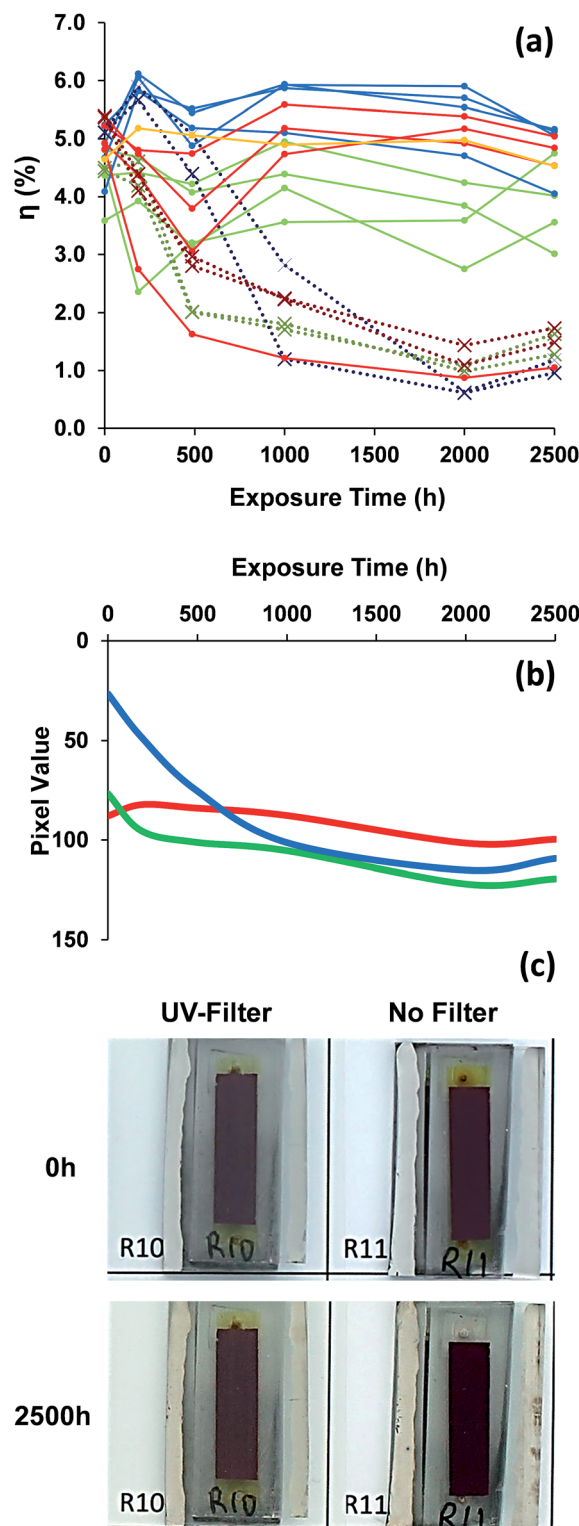 (a)
7.0
6.0
5.0
4.0
3.0
2.0
1.0
0.0
η (%)
0 500 1000 1500 2000 2500
Exposure Time (h)
Exposure Time (h)
0 500 1000 1500 2000 2500
0
50
100
150
Pixel Value
(b)
(c)
UV-Filter No Filter
0h
R10 R10 R11 R11
2500h
R10 R10 R11 R11